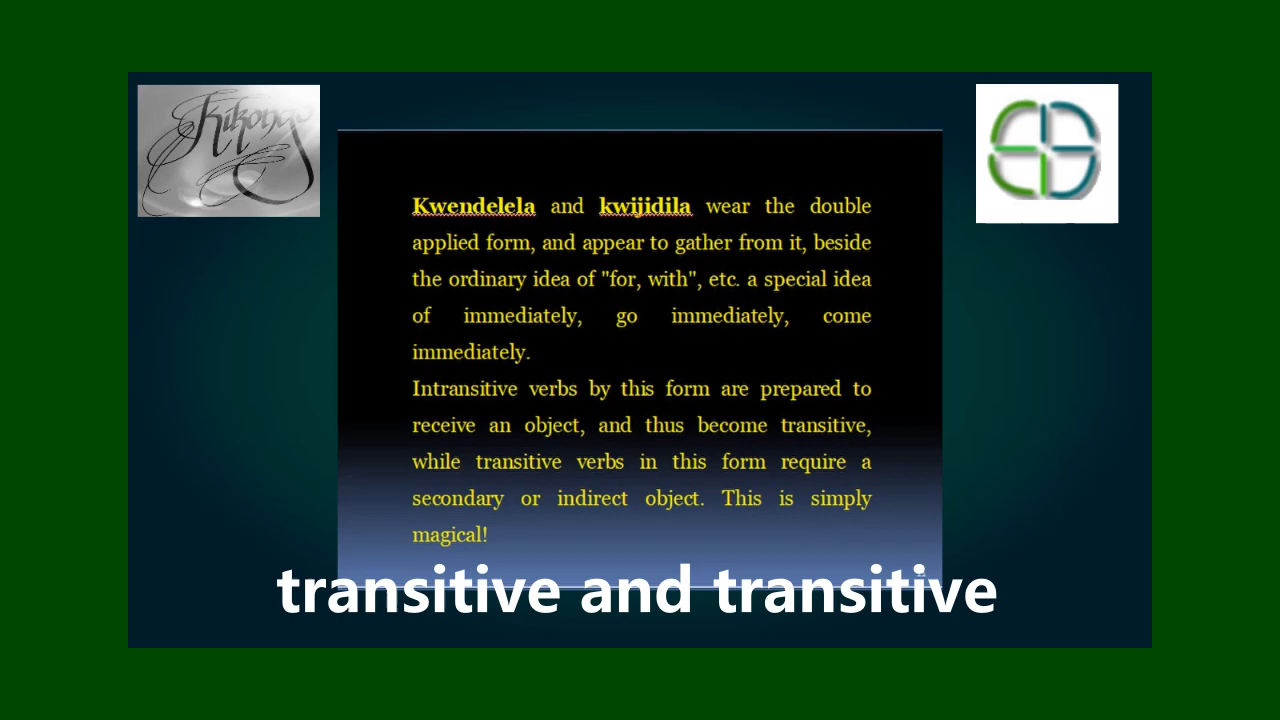 Kikongo
Kwendelela and kwijidila wear the double
applied form, and appear to gather from it, beside
the ordinary idea of "for, with", etc. a special idea
of immediately, go immediately, come
immediately.
Intransitive verbs by this form are prepared to
receive an object, and thus become transitive,
while transitive verbs in this form require a
secondary or indirect object. This is simply
magical!
transitive and transitive